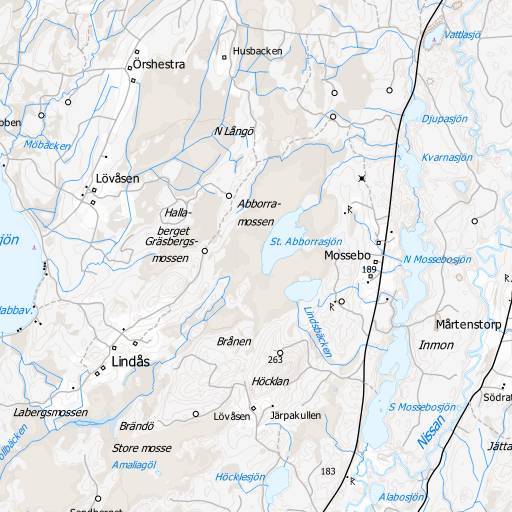 Vattlasjö
Husbacken
Örshestra
Djupasjön
N Långö
Möbäcken
Kvarnasjön
Lövåsen
Abborra-
mossen
Halla-
berget
Gräsbergs-
mossen
St. Abborrasjön
Mossebo
189
N Mossebosjön
Lindsbäcken
Mårtenstorp
Brånen
Inmon
263
Lindås
Höcklan
Labergsmossen
Lövåsen
Järpakullen
S Mossebosjön
Brändö
Nissan
Store mosse
Amaliagöl
183
Höcklesjön
Alabosjön